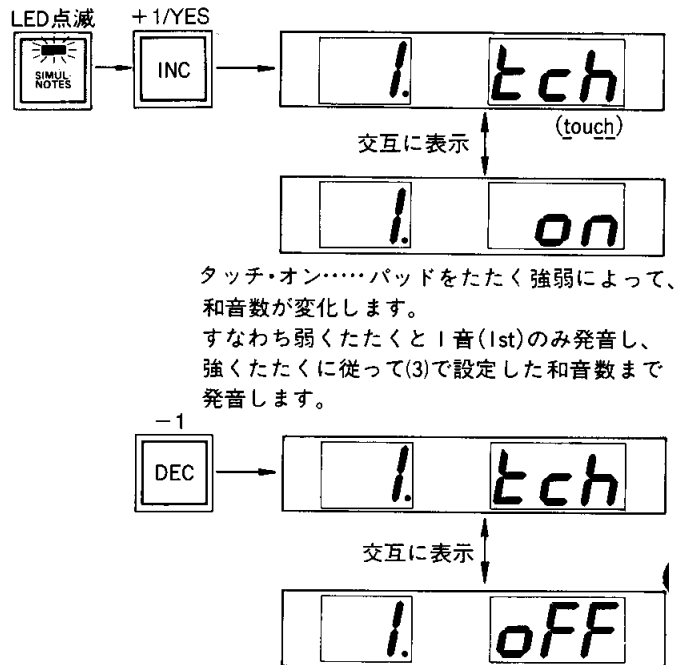 LED点滅 +1/YES
SIMUL·
NOTES
INC
1. tch
(touch)
交互に表示
1. on
タッチ・オン……パッドをたたく強弱によって、
和音数が変化します。
すなわち弱くたたくと1音(1st)のみ発音し、
強くたたくに従って(3)で設定した和音数まで
発音します。
−1
DEC
1. tch
交互に表示
1. oFF